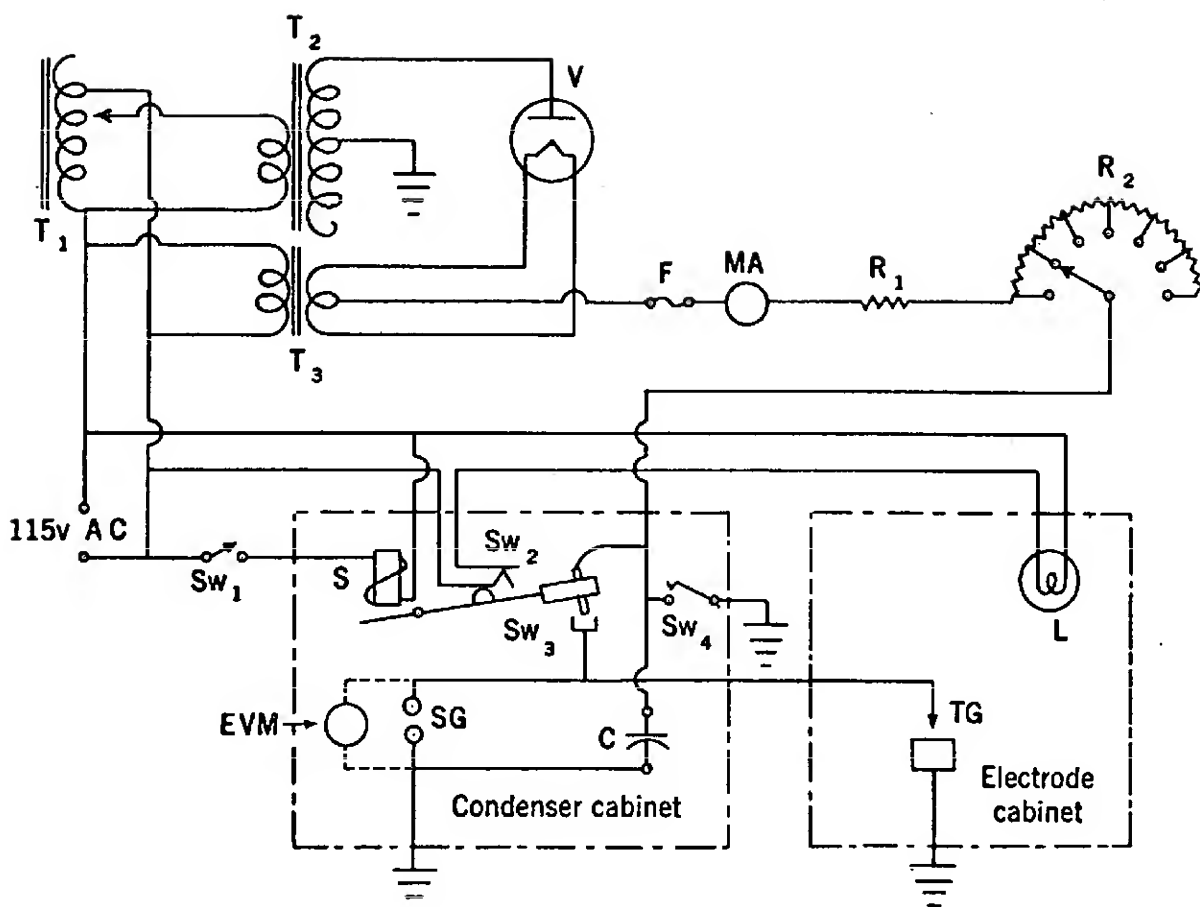 T2
V
T1
T3
F
MA
R1
R2
115v AC
Sw1
S
Sw2
Sw3
Sw4
L
EVM
SG
C
TG
Condenser cabinet
Electrode
cabinet